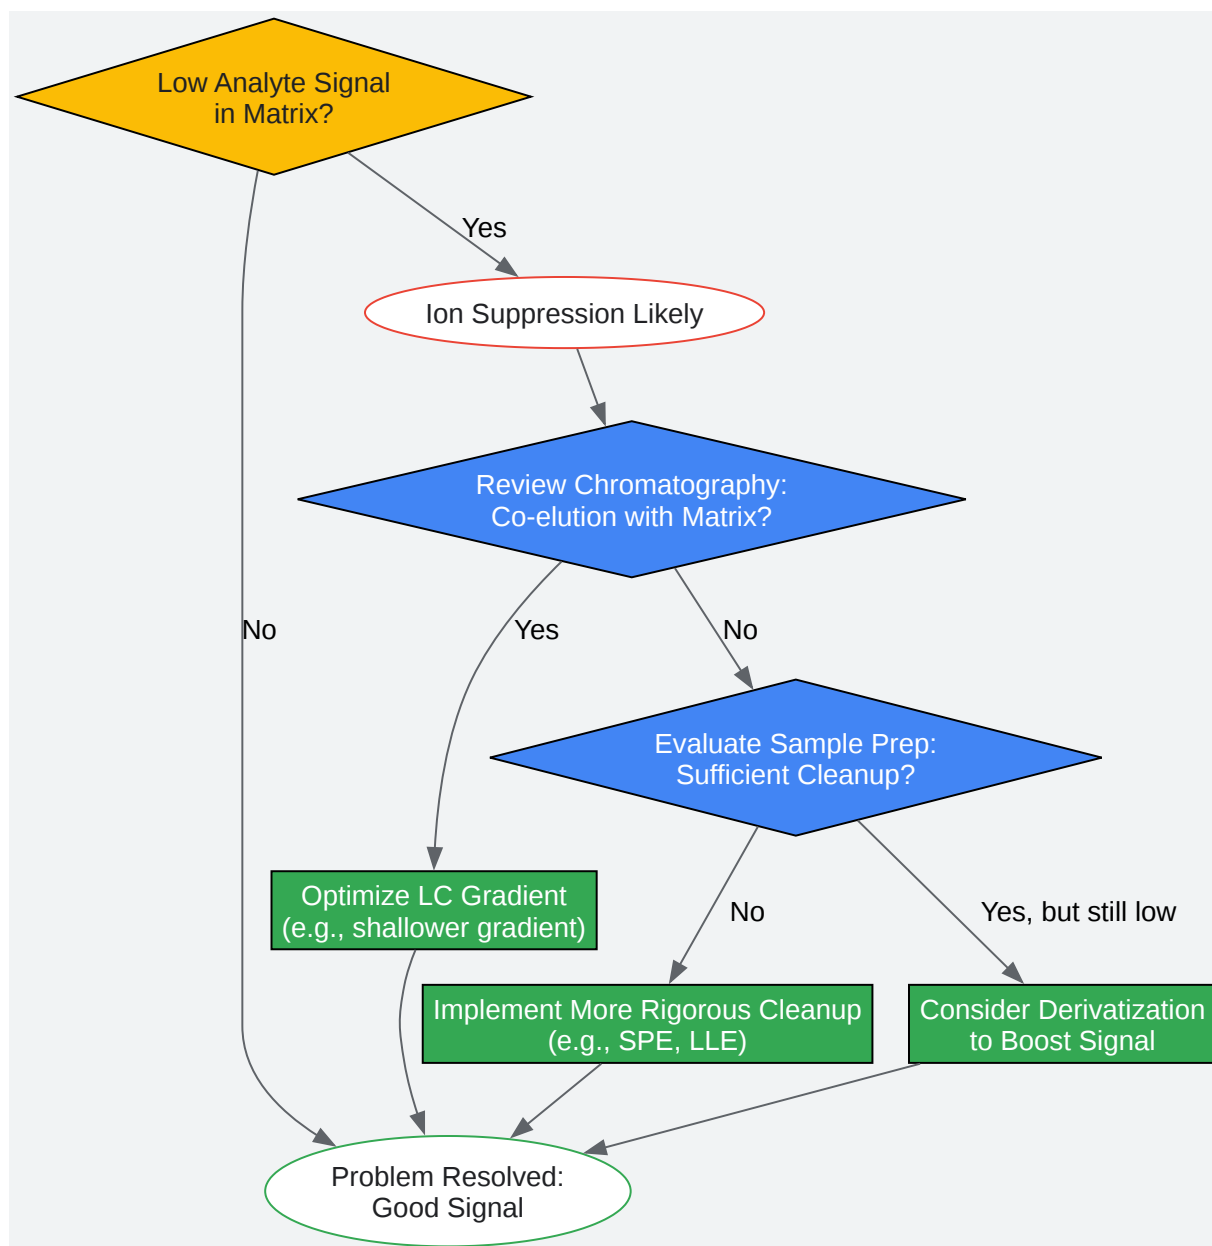 Low Analyte Signal
in Matrix?
Yes
Ion Suppression Likely
Review Chromatography:
Co-elution with Matrix?
No
Yes
No
Evaluate Sample Prep:
Sufficient Cleanup?
Optimize LC Gradient
(e.g., shallower gradient)
No
Yes, but still low
Implement More Rigorous Cleanup
(e.g., SPE, LLE)
Consider Derivatization
to Boost Signal
Problem Resolved:
Good Signal